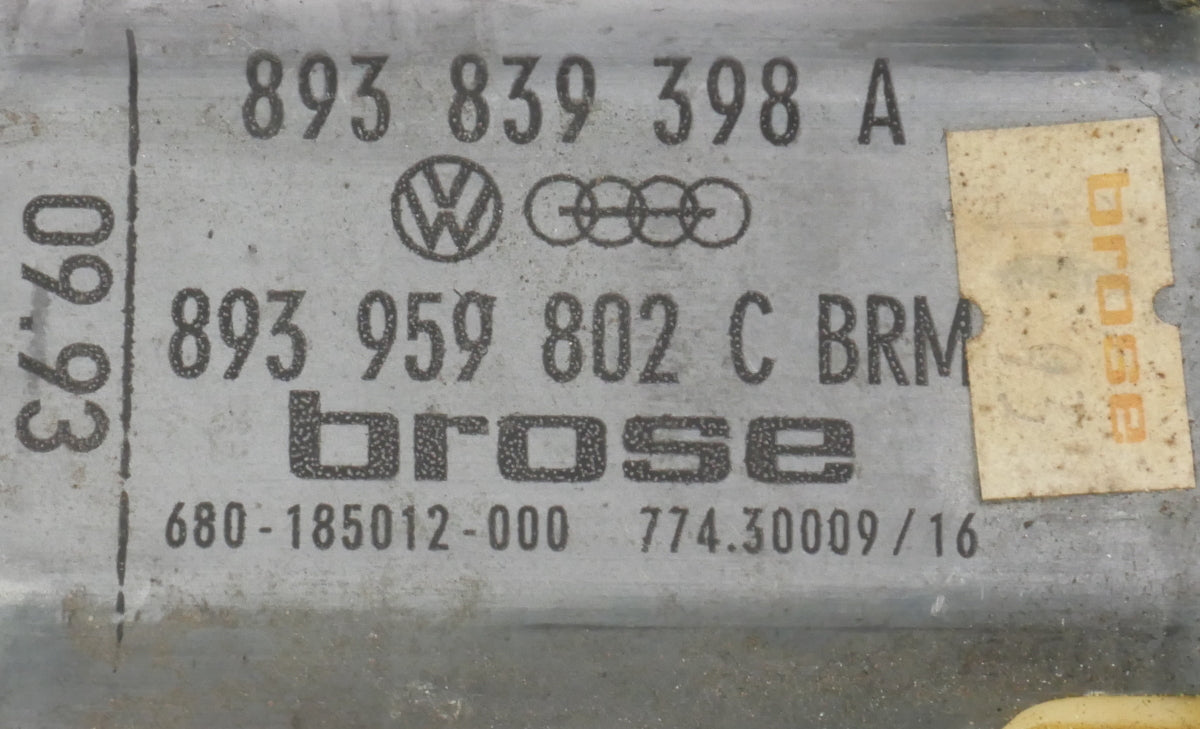 893 839 398 A
09.93
893 959 802 C BRM
brose
680-185012-000 774.30009/16
brose